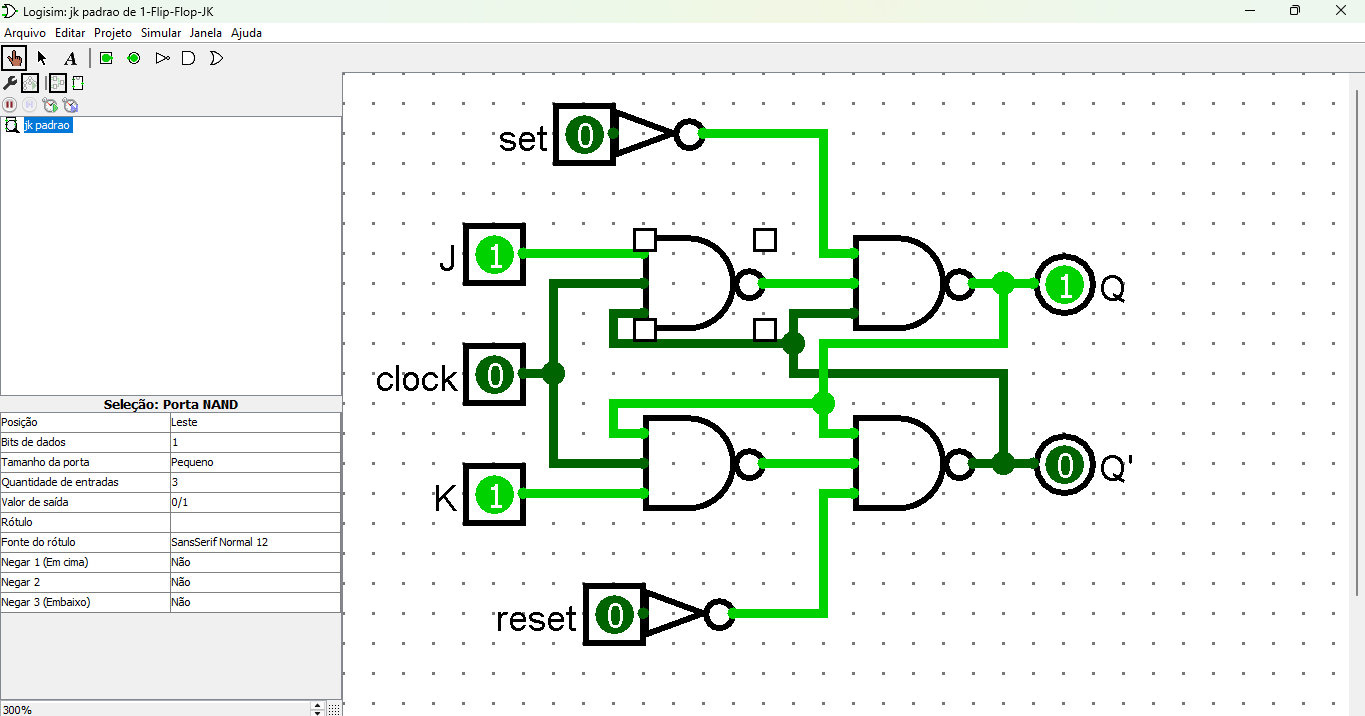 Logisim: jk padrao de 1-Flip-Flop-JK
Arquivo Editar Projeto Simular Janela Ajuda
A
jk padrao
Seleção: Porta NAND
Posição Leste
Bits de dados 1
Tamanho da porta Pequeno
Quantidade de entradas 3
Valor de saída 0/1
Rótulo
Fonte do rótulo SansSerif Normal 12
Negar 1 (Em cima) Não
Negar 2 Não
Negar 3 (Embaixo) Não
300%
set 0
J 1
1 Q
clock 0
0 Q'
K 1
reset 0